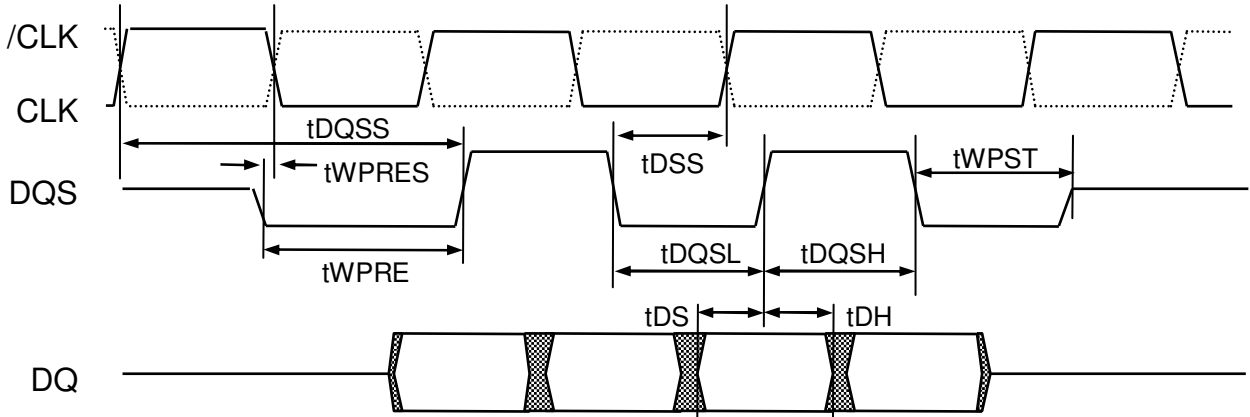 /CLK
CLK
tDQSS
tWPRES
tDSS
tWPST
DQS
tWPRE
tDQSL
tDQSH
tDS
tDH
DQ